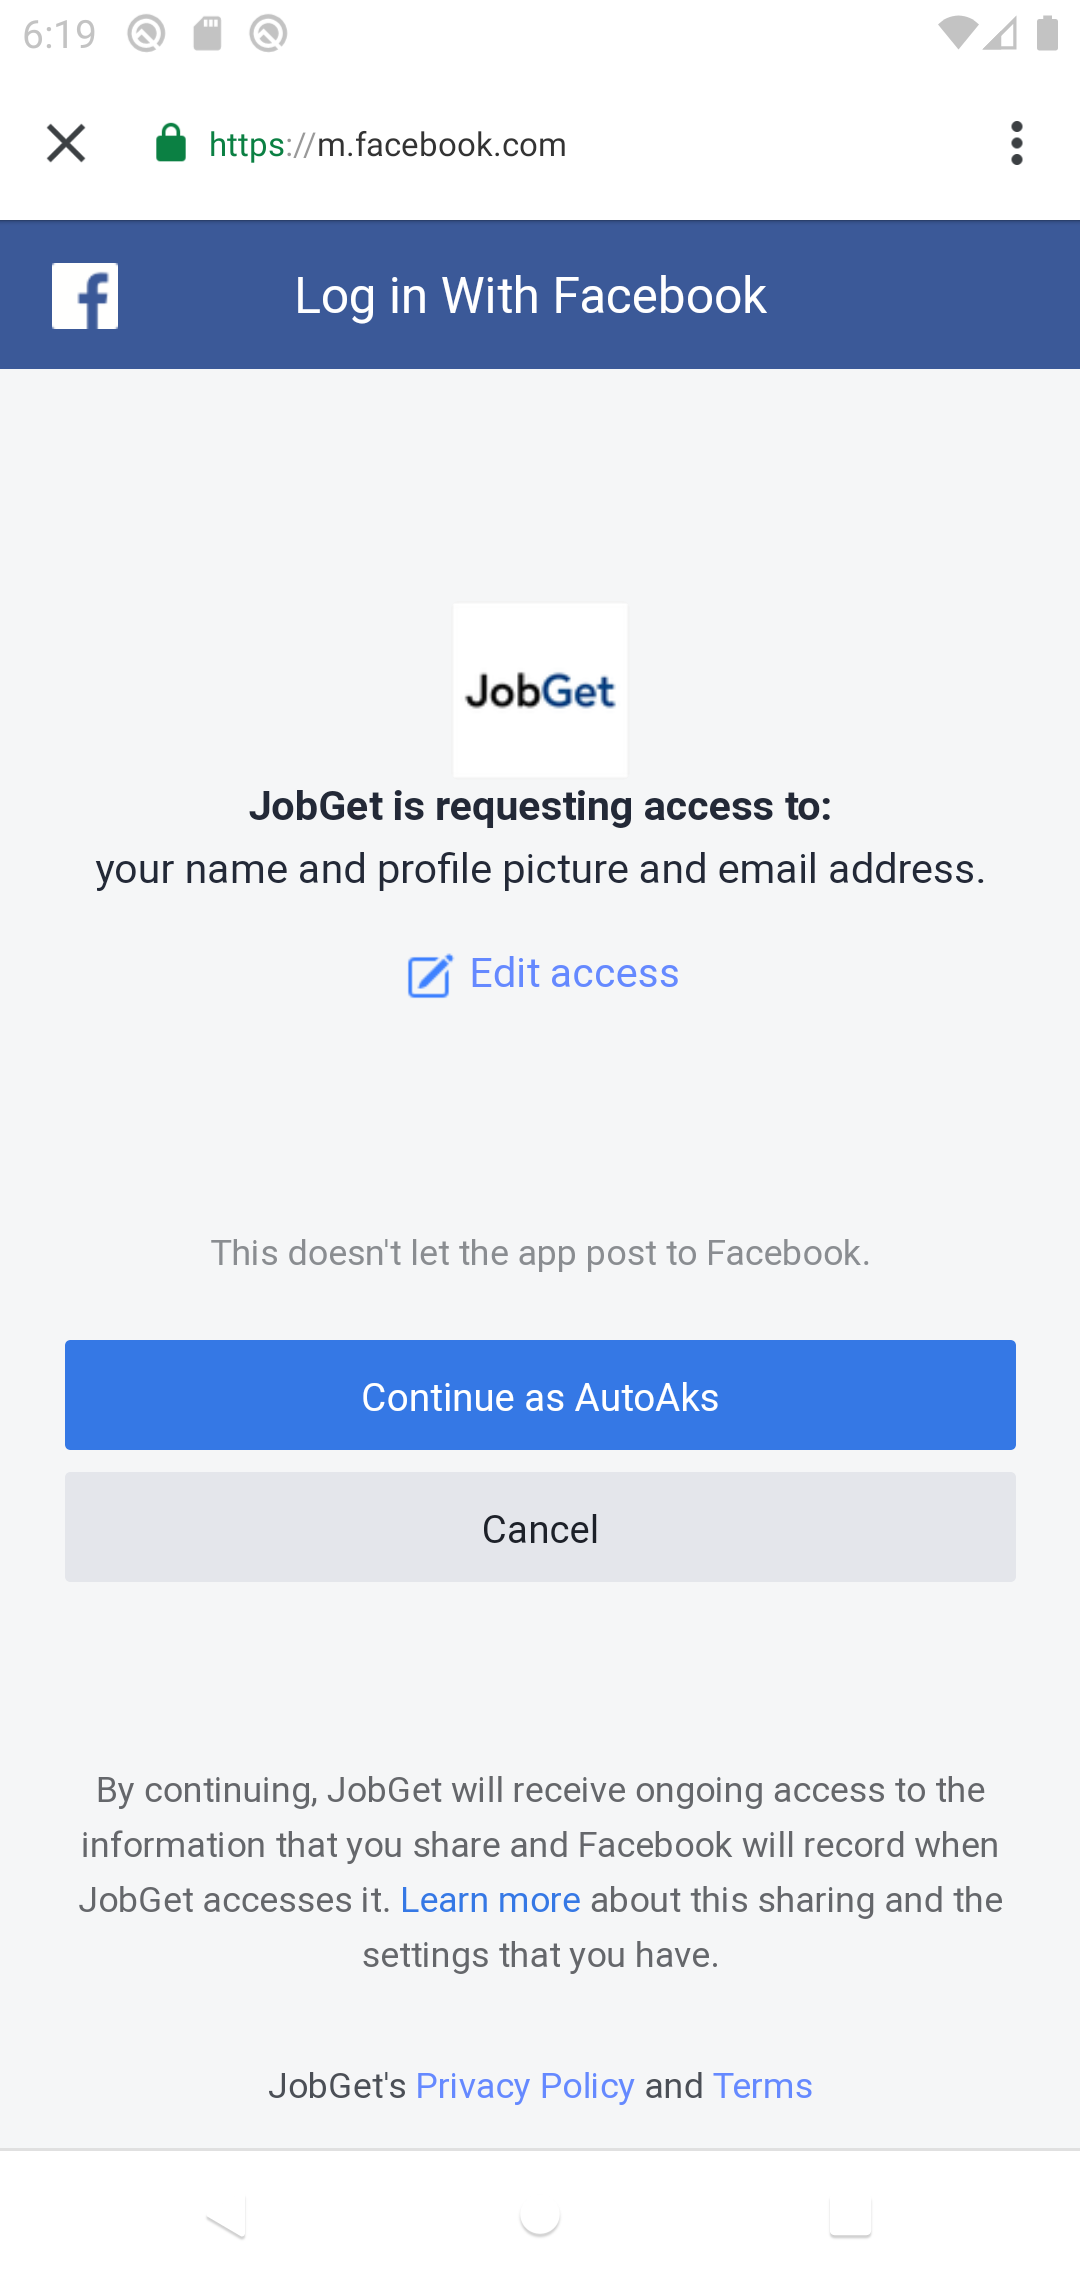 6:19
https://m.facebook.com
Log in With Facebook
JobGet
JobGet is requesting access to:
your name and profile picture and email address.
Edit access
This doesn't let the app post to Facebook.
Continue as AutoAks
Cancel
By continuing, JobGet will receive ongoing access to the
information that you share and Facebook will record when
JobGet accesses it. Learn more about this sharing and the
settings that you have.
JobGet's Privacy Policy and Terms